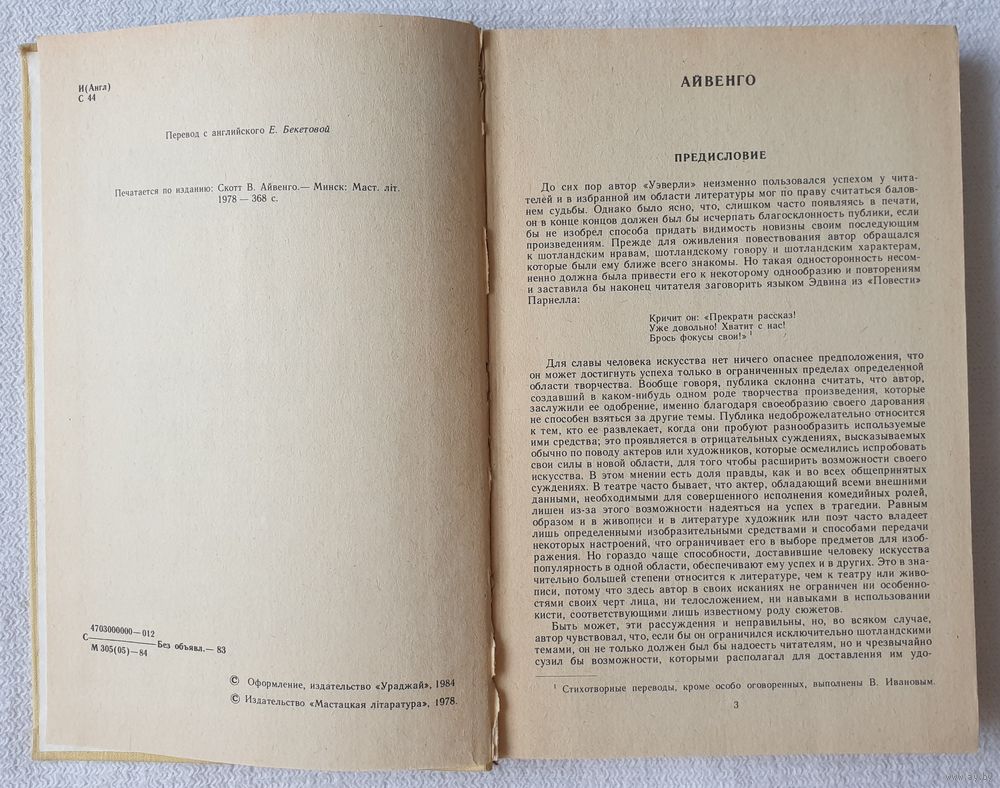 И(Англ)
С 44
Перевод с английского Е. Бекетовой
Печатается по изданию: Скотт В. Айвенго.— Минск: Маст. літ.
1978 — 368 с.
4703000000—012
С————————Без объявл.— 83
М 305(05)—84
© Оформление, издательство «Ураджай», 1984
© Издательство «Мастацкая літаратура», 1978.
АЙВЕНГО
ПРЕДИСЛОВИЕ
До сих пор автор «Уэверли» неизменно пользовался успехом у чита-
телей и в избранной им области литературы мог по праву считаться балов-
нем судьбы. Однако было ясно, что, слишком часто появляясь в печати,
он в конце концов должен был бы исчерпать благосклонность публики, если
бы не изобрел способа придать видимость новизны своим последующим
произведениям. Прежде для оживления повествования автор обращался
к шотландским нравам, шотландскому говору и шотландским характерам,
которые были ему ближе всего знакомы. Но такая односторонность несом-
ненно должна была привести его к некоторому однообразию и повторениям
и заставила бы наконец читателя заговорить языком Эдвина из «Повести»
Парнелла:
Кричит он: «Прекрати рассказ!
Уже довольно! Хватит с нас!
Брось фокусы свои!» 1
Для славы человека искусства нет ничего опаснее предположения, что
он может достигнуть успеха только в ограниченных пределах определенной
области творчества. Вообще говоря, публика склонна считать, что автор,
создавший в каком-нибудь одном роде творчества произведения, которые
заслужили ее одобрение, именно благодаря своеобразию своего дарования
не способен взяться за другие темы. Публика недоброжелательно относится
к тем, кто ее развлекает, когда они пробуют разнообразить используемые
ими средства; это проявляется в отрицательных суждениях, высказываемых
обычно по поводу актеров или художников, которые осмелились испробовать
свои силы в новой области, для того чтобы расширить возможности своего
искусства. В этом мнении есть доля правды, как и во всех общепринятых
суждениях. В театре часто бывает, что актер, обладающий всеми внешними
данными, необходимыми для совершенного исполнения комедийных ролей,
лишен из-за этого возможности надеяться на успех в трагедии. Равным
образом и в живописи и в литературе художник или поэт часто владеет
лишь определенными изобразительными средствами и способами передачи
некоторых настроений, что ограничивает его в выборе предметов для изоб-
ражения. Но гораздо чаще способности, доставившие человеку искусства
популярность в одной области, обеспечивают ему успех и в других. Это в зна-
чительно большей степени относится к литературе, чем к театру или живо-
писи, потому что здесь автор в своих исканиях не ограничен ни особенно-
стями своих черт лица, ни телосложением, ни навыками в использовании
кисти, соответствующими лишь известному роду сюжетов.
Быть может, эти рассуждения и неправильны, но, во всяком случае,
автор чувствовал, что, если бы он ограничился исключительно шотландскими
темами, он не только должен был бы надоесть читателям, но и чрезвычайно
сузил бы возможности, которыми располагал для доставления им удо-
1 Стихотворные переводы, кроме особо оговоренных, выполнены В. Ивановым.
3
www.ay.by